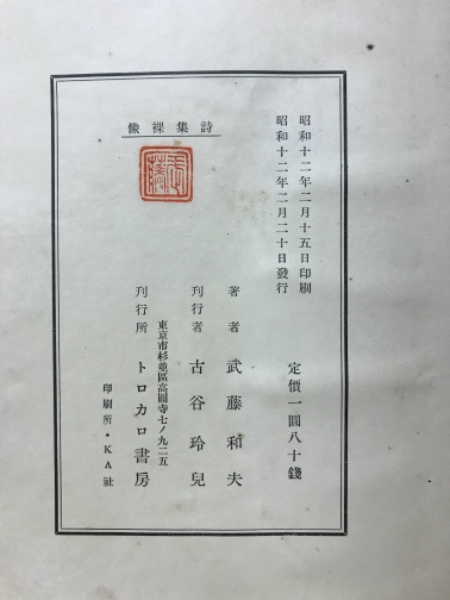 昭和十二年二月十五日印刷
昭和十二年二月二十日發行
定價一圓八十錢
詩集裸像
著者 武藤和夫
刊行者 古谷玲兒
東京市杉並區高圓寺七ノ九二五
刊行所 トロカロ書房
印刷所・KA社